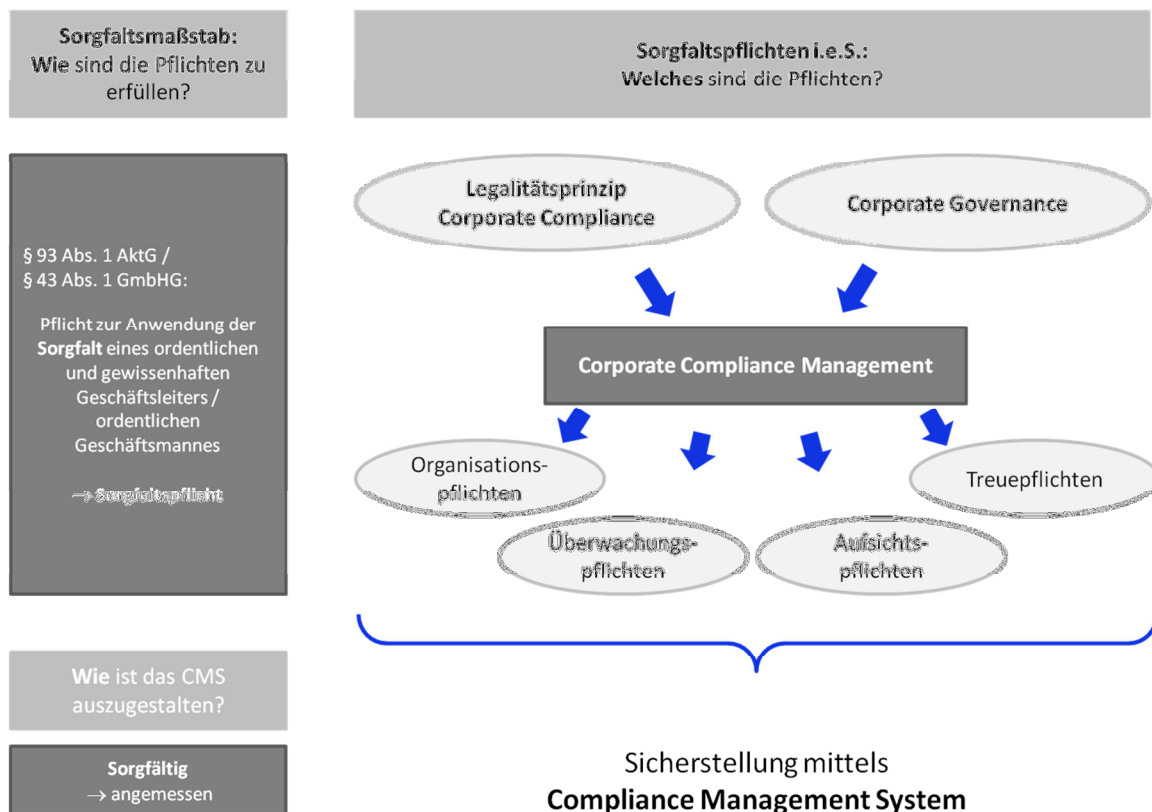 Sorgfaltsmaßstab:
Wie sind die Pflichten zu
erfüllen?
Sorgfaltspflichten i.e.S.:
Welches sind die Pflichten?
§ 93 Abs. 1 AktG /
§ 43 Abs. 1 GmbHG:
Pflicht zur Anwendung der
Sorgfalt eines ordentlichen
und gewissenhaften
Geschäftsleiters /
ordentlichen
Geschäftsmannes
→ Sorgfaltspflicht
Legalitätsprinzip
Corporate Compliance
Corporate Governance
Corporate Compliance Management
Organisations-
pflichten
Überwachungs-
pflichten
Aufsichts-
pflichten
Treuepflichten
Wie ist das CMS
auszugestalten?
Sorgfältig
→ angemessen
Sicherstellung mittels
Compliance Management System